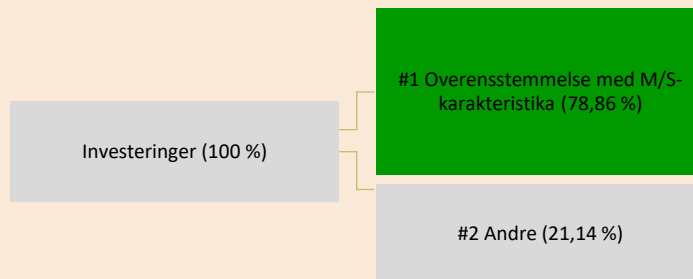 #1 Overensstemmelse med M/S-
karakteristika (78,86 %)
Investeringer (100 %)
#2 Andre (21,14 %)